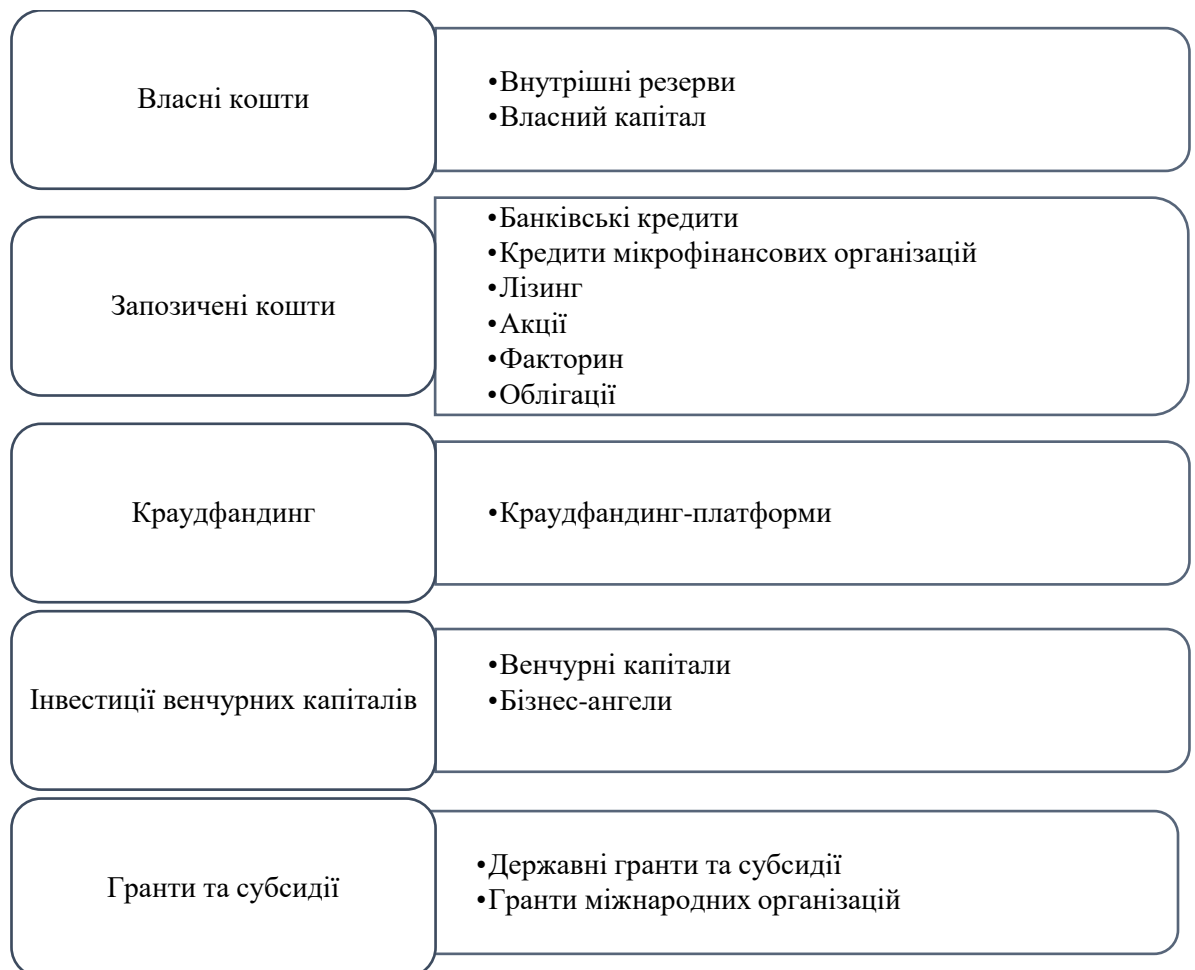 Власні кошти
•Внутрішні резерви
•Власний капітал
Запозичені кошти
•Банківські кредити
•Кредити мікрофінансових організацій
•Лізинг
•Акції
•Факторин
•Облігації
Краудфандинг
•Краудфандинг-платформи
Інвестиції венчурних капіталів
•Венчурні капітали
•Бізнес-ангели
Гранти та субсидії
•Державні гранти та субсидії
•Гранти міжнародних організацій